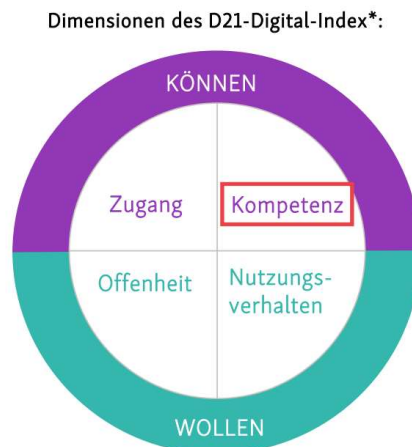 Dimensionen des D21-Digital-Index*:
KÖNNEN
Zugang
Kompetenz
Offenheit
Nutzungs-
verhalten
WOLLEN